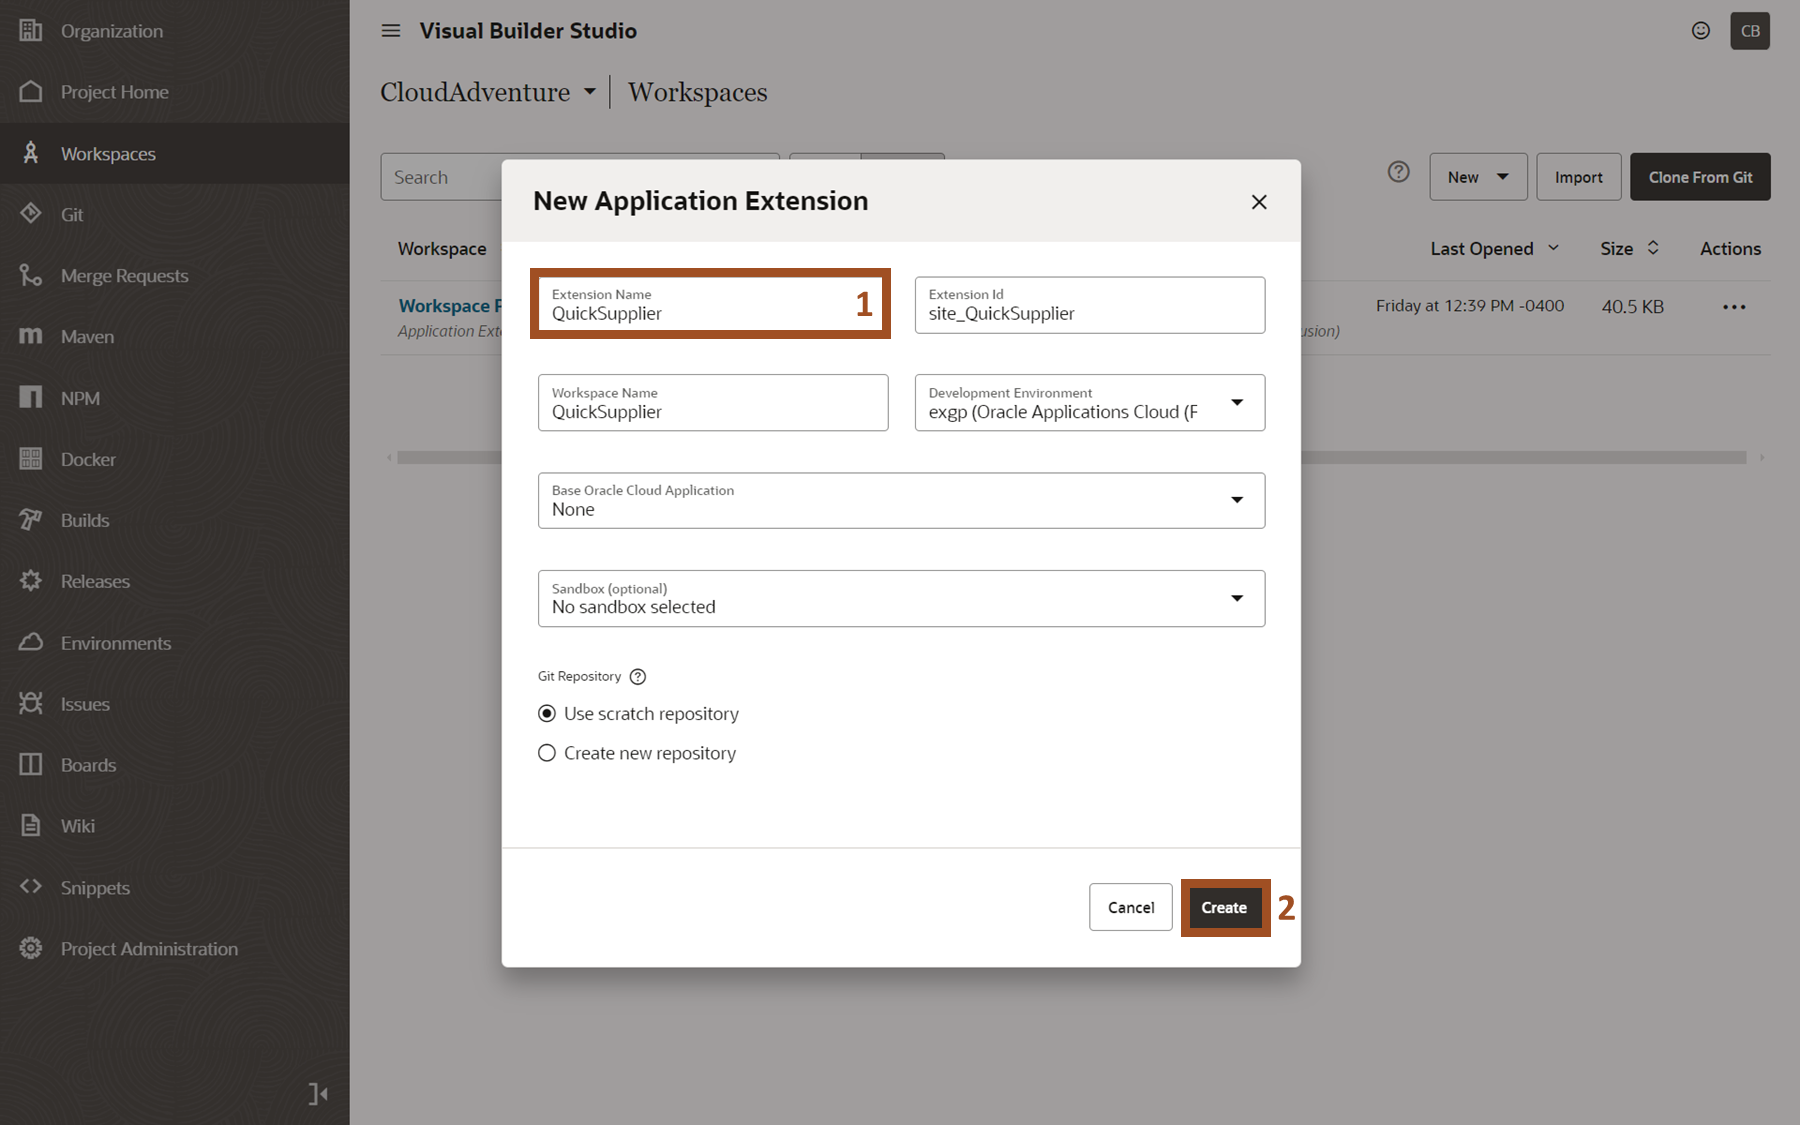 Organization
Project Home
Workspaces
Git
Merge Requests
Maven
NPM
Docker
Builds
Releases
Environments
Issues
Boards
Wiki
Snippets
Project Administration
Visual Builder Studio
CB
CloudAdventure
Workspaces
Search
New
Import
Clone From Git
Workspace
Last Opened
Size
Actions
Workspace
Friday at 12:39 PM -0400
40.5 KB
Application
New Application Extension
Extension Name
QuickSupplier
1
Extension Id
site_QuickSupplier
Workspace Name
QuickSupplier
Development Environment
exgp (Oracle Applications Cloud (F
Base Oracle Cloud Application
None
Sandbox (optional)
No sandbox selected
Git Repository
Use scratch repository
Create new repository
Cancel
Create
2